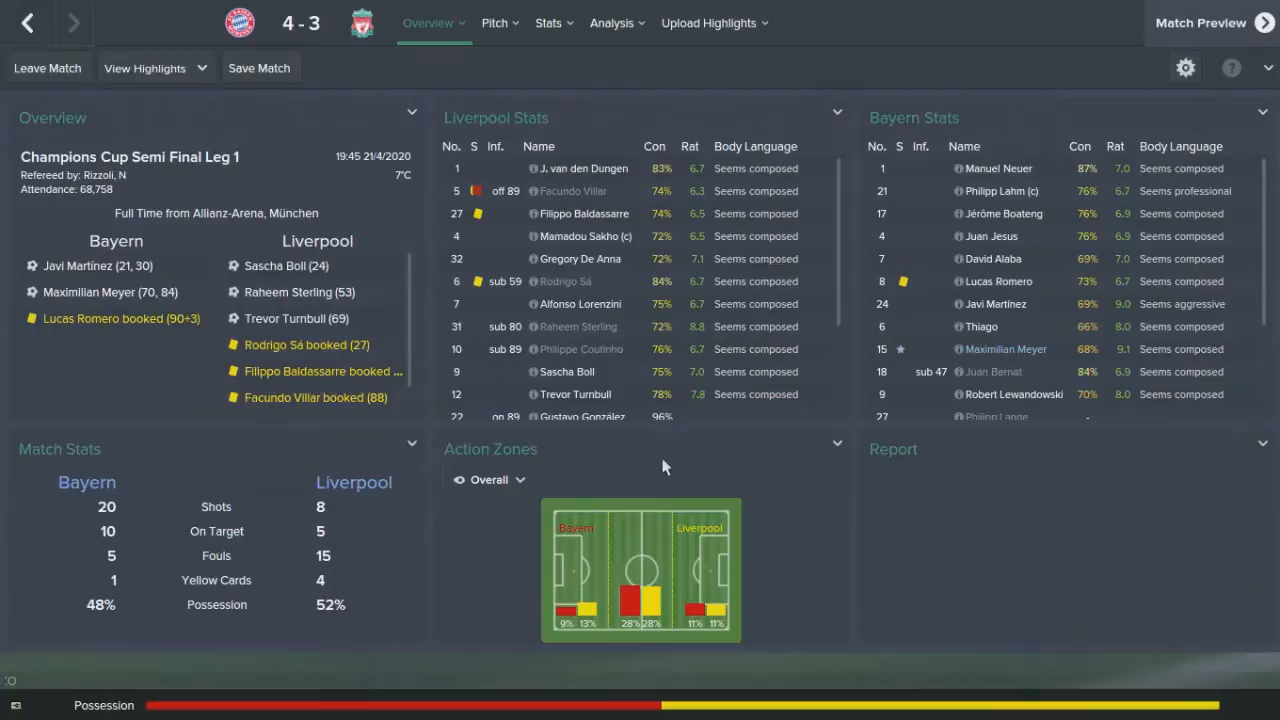 4 - 3
Overview
Pitch
Stats
Analysis
Upload Highlights
Match Preview
Leave Match
View Highlights
Save Match
Overview
Champions Cup Semi Final Leg 1 19:45 21/4/2020
Refereed by: Rizzoli, N 7°C
Attendance: 68,758
Full Time from Allianz-Arena, München
Bayern Liverpool
Javi Martínez (21, 30) Sascha Boll (24)
Maximilian Meyer (70, 84) Raheem Sterling (53)
Lucas Romero booked (90+3) Trevor Turnbull (69)
Rodrigo Sá booked (27)
Filippo Baldassarre booked ...
Facundo Villar booked (88)
Liverpool Stats
No. S Inf. Name Con Rat Body Language
1 J. van den Dungen 83% 6.7 Seems composed
5 off 89 Facundo Villar 74% 6.3 Seems composed
27 Filippo Baldassarre 74% 6.5 Seems composed
4 Mamadou Sakho (c) 72% 6.5 Seems composed
32 Gregory De Anna 72% 7.1 Seems composed
6 sub 59 Rodrigo Sá 84% 6.7 Seems composed
7 Alfonso Lorenzini 75% 6.7 Seems composed
31 sub 80 Raheem Sterling 72% 8.8 Seems composed
10 sub 89 Philippe Coutinho 76% 6.7 Seems composed
9 Sascha Boll 75% 7.0 Seems composed
12 Trevor Turnbull 78% 7.8 Seems composed
22 on 89 Gustavo González 96%
Bayern Stats
No. S Inf. Name Con Rat Body Language
1 Manuel Neuer 87% 7.0 Seems composed
21 Philipp Lahm (c) 76% 6.7 Seems professional
17 Jérôme Boateng 76% 6.9 Seems composed
4 Juan Jesus 76% 6.9 Seems composed
7 David Alaba 69% 7.0 Seems composed
8 Lucas Romero 73% 6.7 Seems composed
24 Javi Martínez 69% 9.0 Seems aggressive
6 Thiago 66% 8.0 Seems composed
15 Maximilian Meyer 68% 9.1 Seems composed
18 sub 47 Juan Bernat 84% 6.9 Seems composed
9 Robert Lewandowski 70% 8.0 Seems composed
27 Philipp Lange -
Match Stats
Bayern Liverpool
20 Shots 8
10 On Target 5
5 Fouls 15
1 Yellow Cards 4
48% Possession 52%
Action Zones
Overall
Bayern Liverpool
9% 13% 28% 28% 11% 11%
Report
Possession